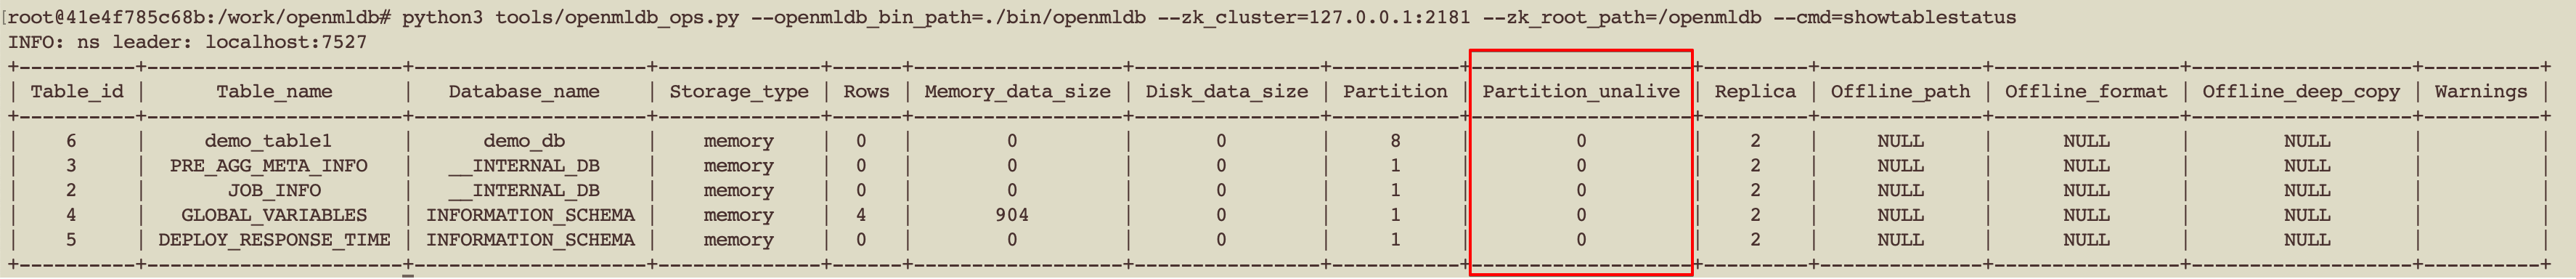 [root@41e4f785c68b:/work/openmldb# python3 tools/openmldb_ops.py --openmldb_bin_path=./bin/openmldb --zk_cluster=127.0.0.1:2181 --zk_root_path=/openmldb --cmd=showtablestatus
INFO: ns leader: localhost:7527
+----------+----------------------+---------------------+--------------+------+------------------+----------------+-----------+-------------------+---------+--------------+----------------+-------------------+----------+
| Table_id | Table_name | Database_name | Storage_type | Rows | Memory_data_size | Disk_data_size | Partition | Partition_unalive | Replica | Offline_path | Offline_format | Offline_deep_copy | Warnings |
+----------+----------------------+---------------------+--------------+------+------------------+----------------+-----------+-------------------+---------+--------------+----------------+-------------------+----------+
| 6 | demo_table1 | demo_db | memory | 0 | 0 | 0 | 8 | 0 | 2 | NULL | NULL | NULL | |
| 3 | PRE_AGG_META_INFO | __INTERNAL_DB | memory | 0 | 0 | 0 | 1 | 0 | 2 | NULL | NULL | NULL | |
| 2 | JOB_INFO | __INTERNAL_DB | memory | 0 | 0 | 0 | 1 | 0 | 2 | NULL | NULL | NULL | |
| 4 | GLOBAL_VARIABLES | INFORMATION_SCHEMA | memory | 4 | 904 | 0 | 1 | 0 | 2 | NULL | NULL | NULL | |
| 5 | DEPLOY_RESPONSE_TIME | INFORMATION_SCHEMA | memory | 0 | 0 | 0 | 1 | 0 | 2 | NULL | NULL | NULL | |
+----------+----------------------+---------------------+--------------+------+------------------+----------------+-----------+-------------------+---------+--------------+----------------+-------------------+----------+